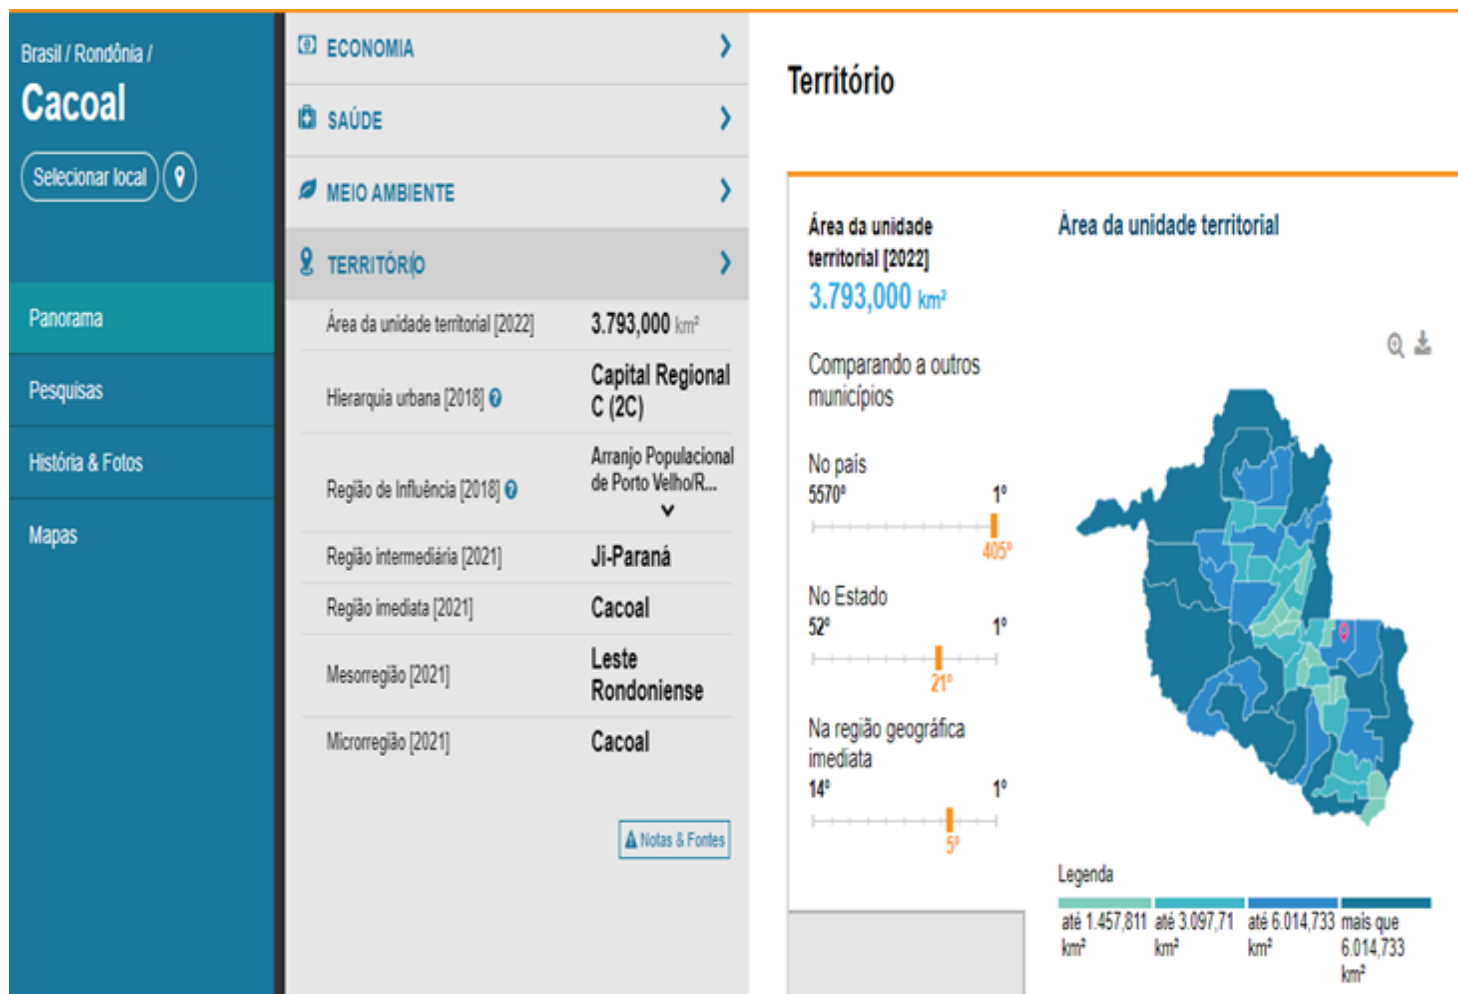 Brasil / Rondônia /
Cacoal
Selecionar local
Panorama
Pesquisas
História & Fotos
Mapas
ECONOMIA
SAÚDE
MEIO AMBIENTE
TERRITÓRIO
Área da unidade territorial [2022] 3.793,000 km²
Hierarquia urbana [2018] Capital Regional
C (2C)
Região de Influência [2018] Arranjo Populacional
de Porto Velho/R...
Região intermediária [2021] Ji-Paraná
Região imediata [2021] Cacoal
Mesorregião [2021] Leste
Rondoniense
Microrregião [2021] Cacoal
Notas & Fontes
Território
Área da unidade
territorial [2022]
3.793,000 km²
Comparando a outros
municípios
No país
5570º 1º
405º
No Estado
52º 1º
21º
Na região geográfica
imediata
14º 1º
5º
Área da unidade territorial
Legenda
até 1.457,811
km²
até 3.097,71
km²
até 6.014,733
km²
mais que
6.014,733
km²